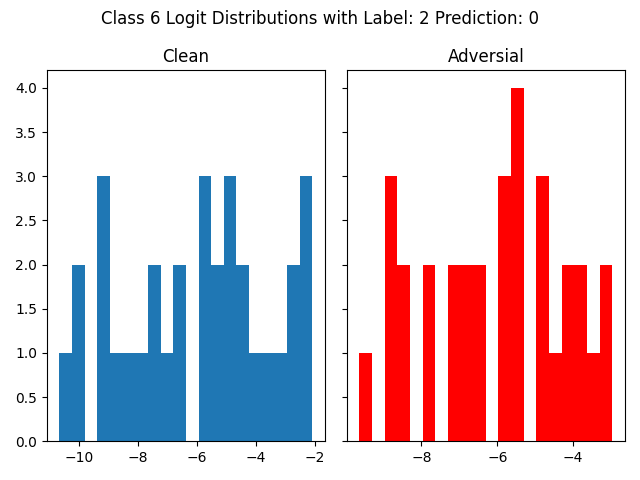 Class 6 Logit Distributions with Label: 2 Prediction: 0
Clean
Adversial
4.0
3.5
3.0
2.5
2.0
1.5
1.0
0.5
0.0
−10 −8 −6 −4 −2
−8 −6 −4